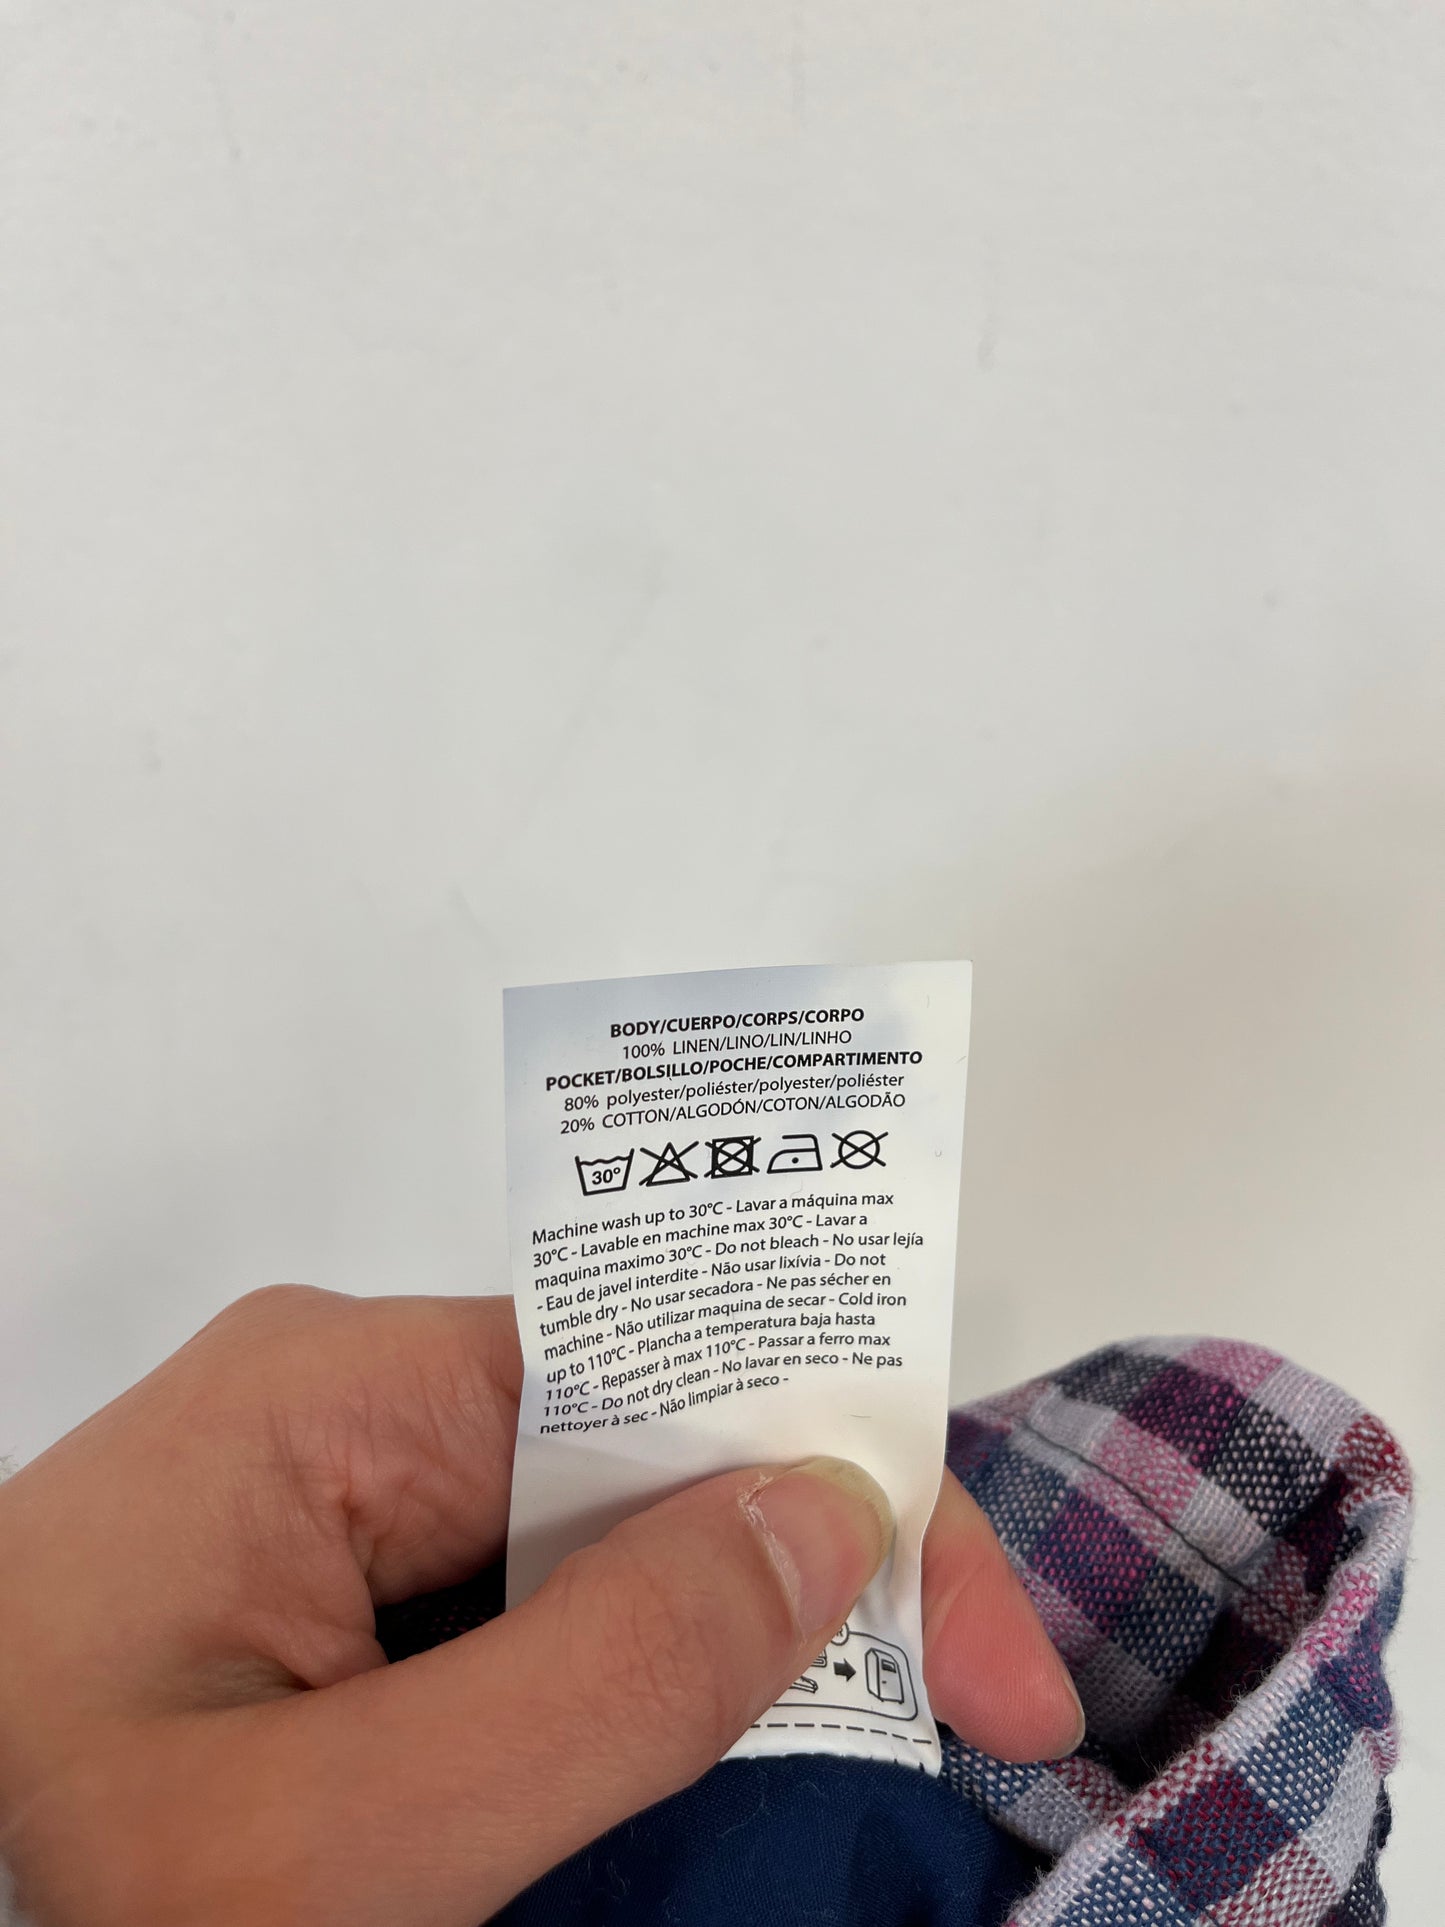 BODY/CUERPO/CORPS/CORPO
100% LINEN/LINO/LIN/LINHO
POCKET/BOLSILLO/POCHE/COMPARTIMENTO
80% polyester/poliéster/polyester/poliéster
20% COTTON/ALGODÓN/COTON/ALGODÃO
30°
Machine wash up to 30°C - Lavar a máquina max
30°C - Lavable en machine max 30°C - Lavar a
maquina maximo 30°C - Do not bleach - No usar lejía
- Eau de javel interdite - Não usar lixívia - Do not
tumble dry - No usar secadora - Ne pas sécher en
machine - Não utilizar maquina de secar - Cold iron
up to 110°C - Plancha a temperatura baja hasta
110°C - Repasser à max 110°C - Passar a ferro max
110°C - Do not dry clean - No lavar en seco - Ne pas
nettoyer à sec - Não limpiar à seco -